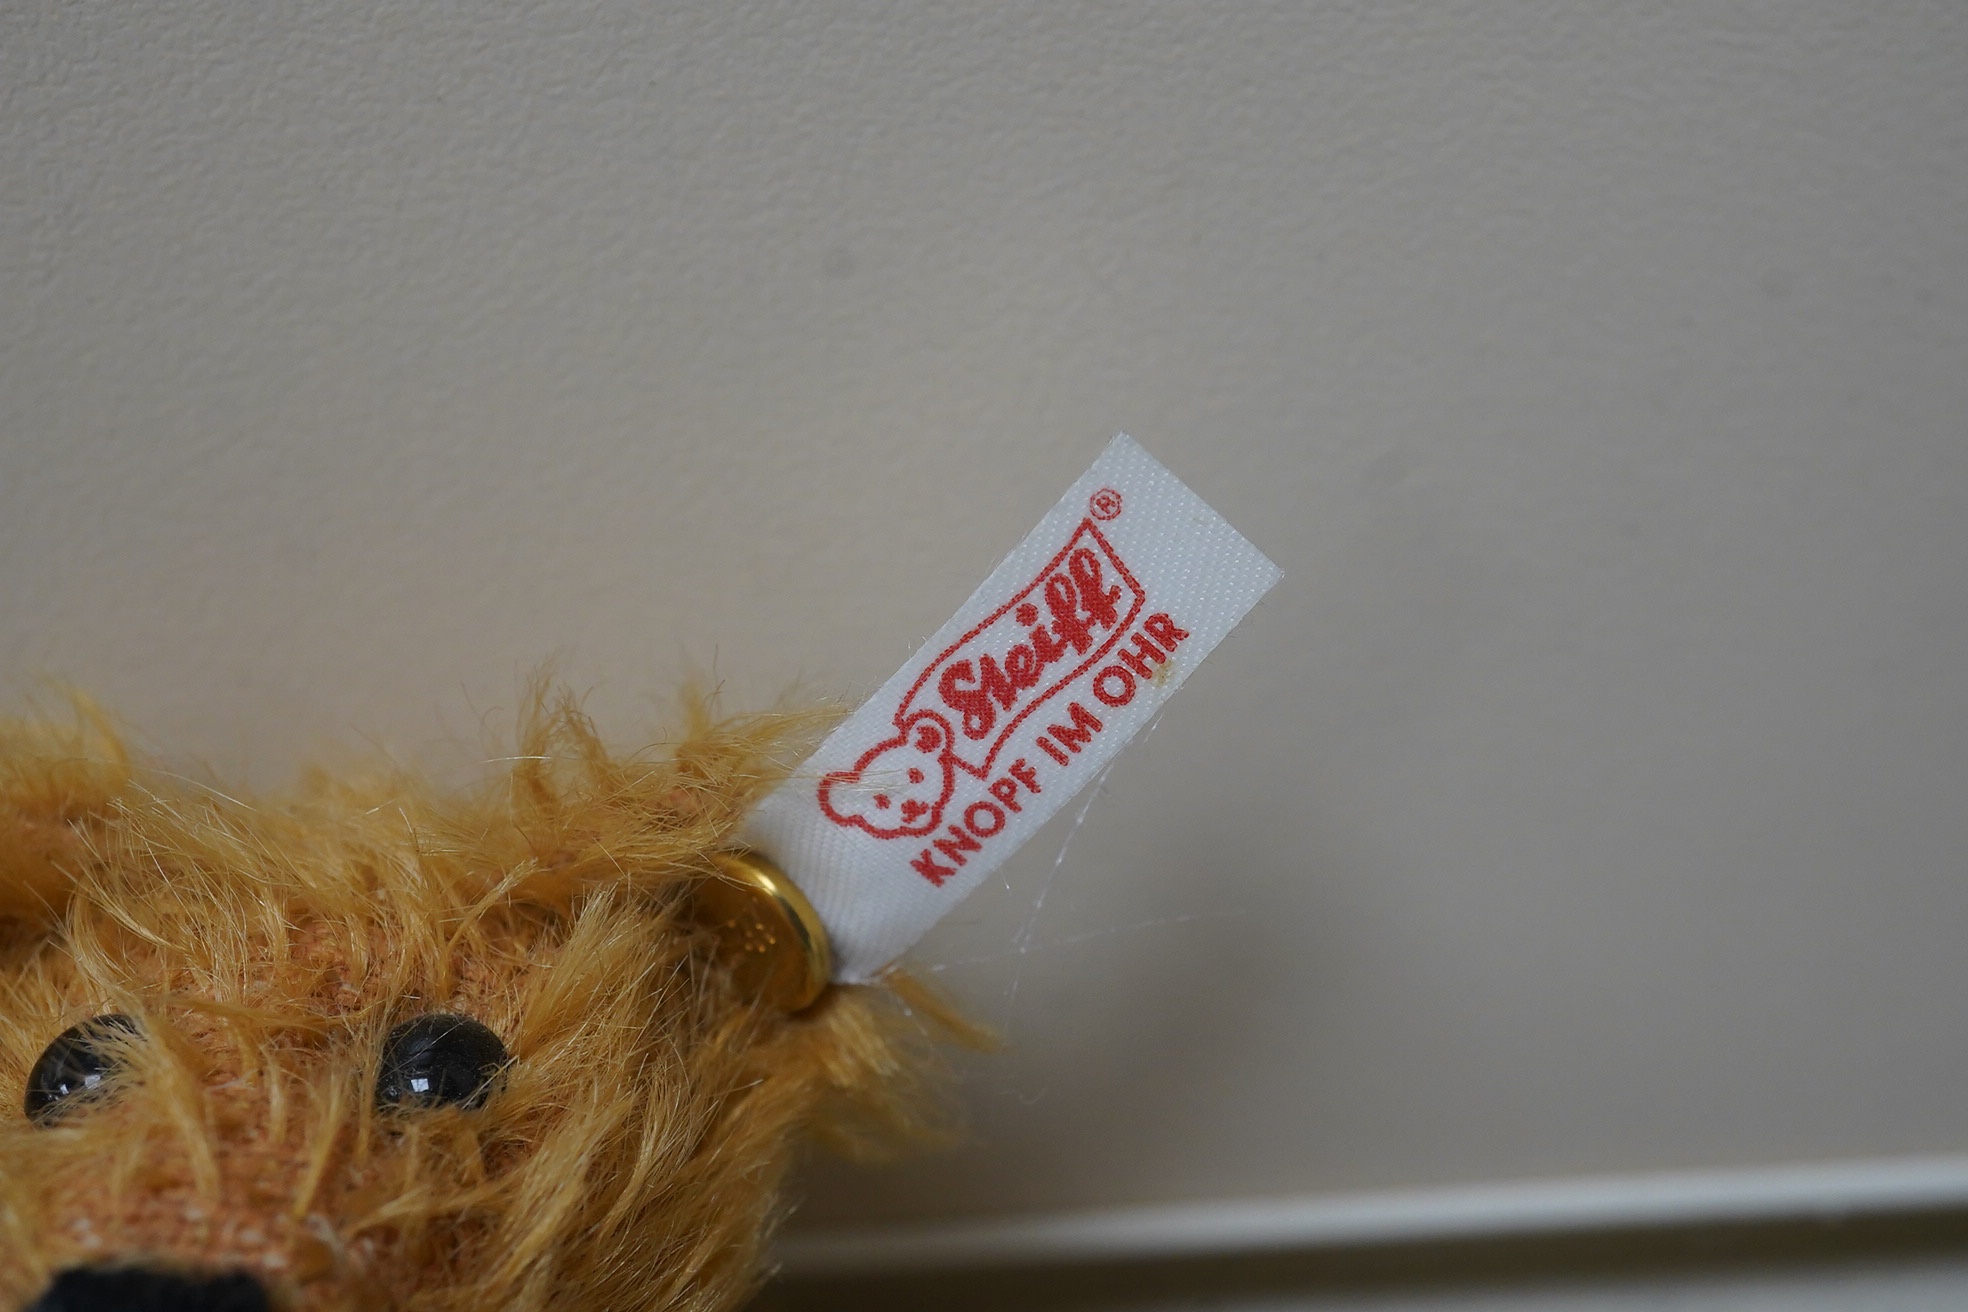 Steiff®
KNOPF IM OHR